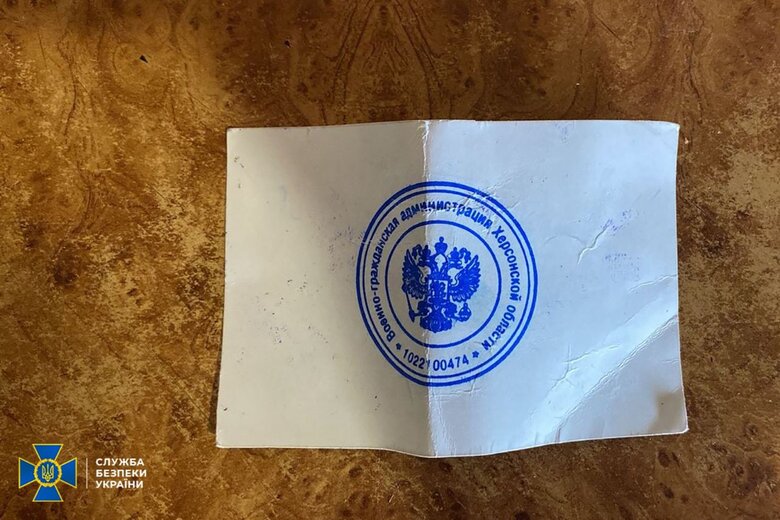 Военно-гражданская администрация Херсонской области
* 1022100474 *
СЛУЖБА
БЕЗПЕКИ
УКРАЇНИ